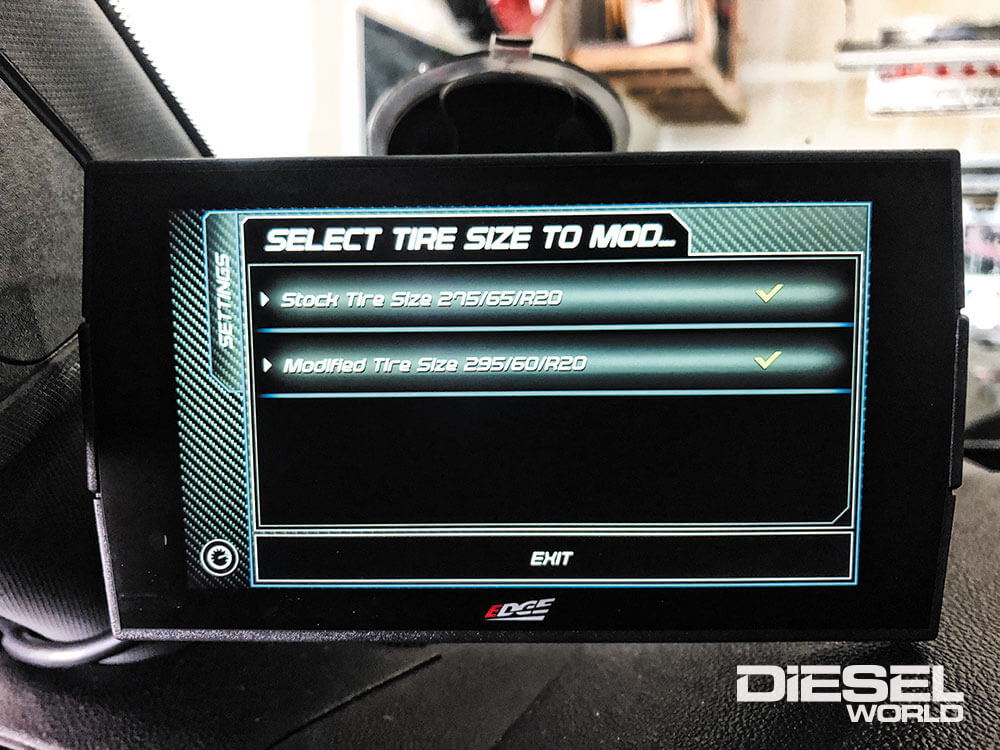 SELECT TIRE SIZE TO MOD...
SETTINGS
Stock Tire Size 275/65/R20
Modified Tire Size 295/60/R20
EXIT
EDGE
DIESEL
WORLD